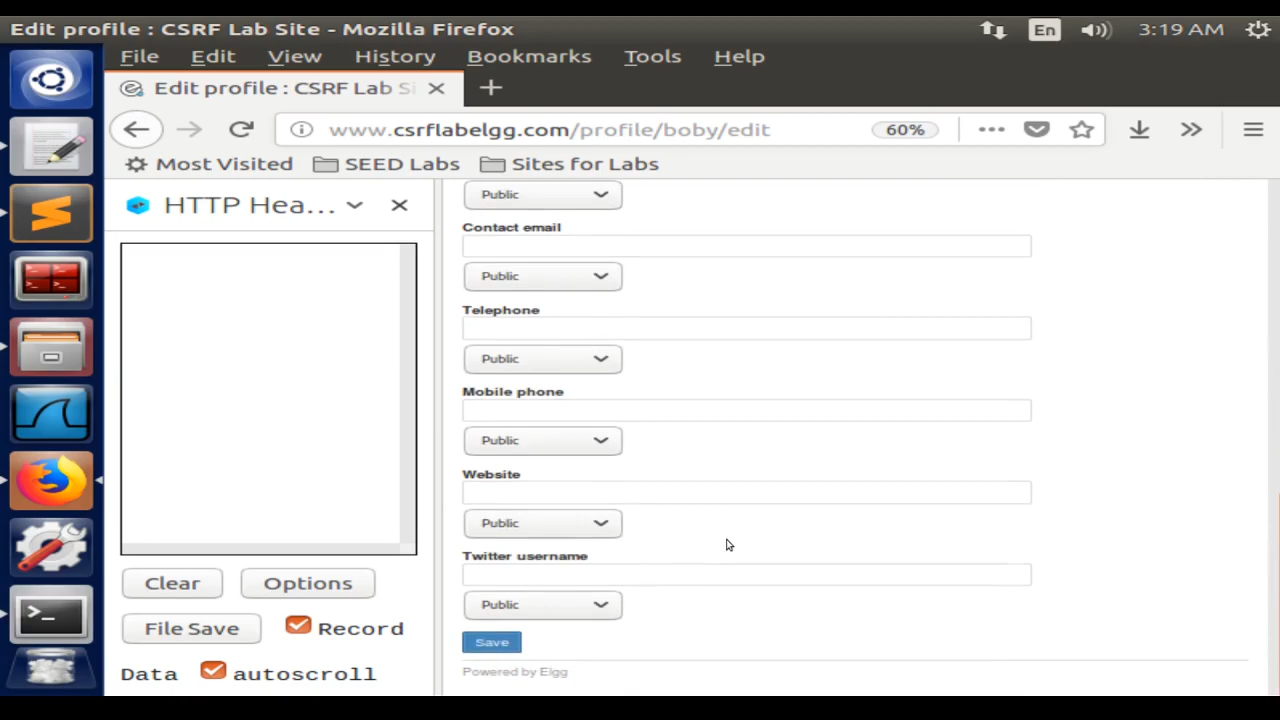 Edit profile : CSRF Lab Site - Mozilla Firefox
En
3:19 AM
File Edit View History Bookmarks Tools Help
Edit profile : CSRF Lab Si
www.csrflabelgg.com/profile/boby/edit
60%
Most Visited
SEED Labs
Sites for Labs
HTTP Hea...
Clear
Options
File Save
Record
Data
autoscroll
Public
Contact email
Public
Telephone
Public
Mobile phone
Public
Website
Public
Twitter username
Public
Save
Powered by Elgg